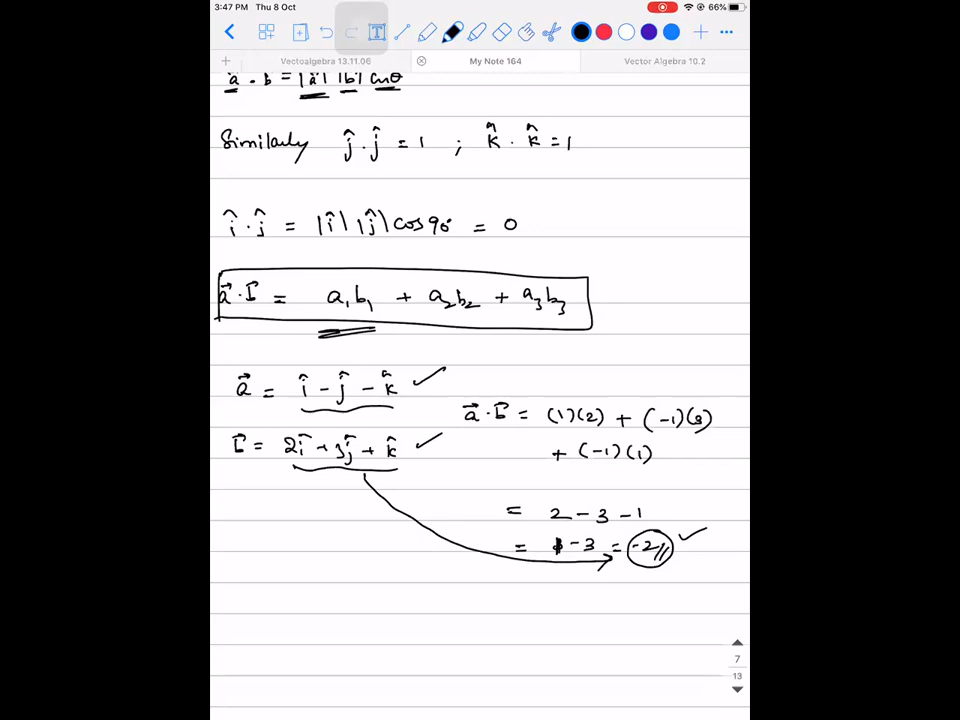 3:47 PM Thu 8 Oct 66%
Vectoalgebra 13.11.06 My Note 164 Vector Algebra 10.2
a · b = |a| |b| cosθ
Similarly ĵ · ĵ = 1 ; k̂ · k̂ = 1
î · ĵ = |î| |ĵ| cos 90° = 0
a⃗ · b⃗ = a₁b₁ + a₂b₂ + a₃b₃
a⃗ = î − ĵ − k̂ ✓
a⃗ · b⃗ = (1)(2) + (−1)(3)
b⃗ = 2î + 3ĵ + k̂ ✓
+ (−1)(1)
= 2 − 3 − 1
= 1 − 3 = −2 ✓
7
13